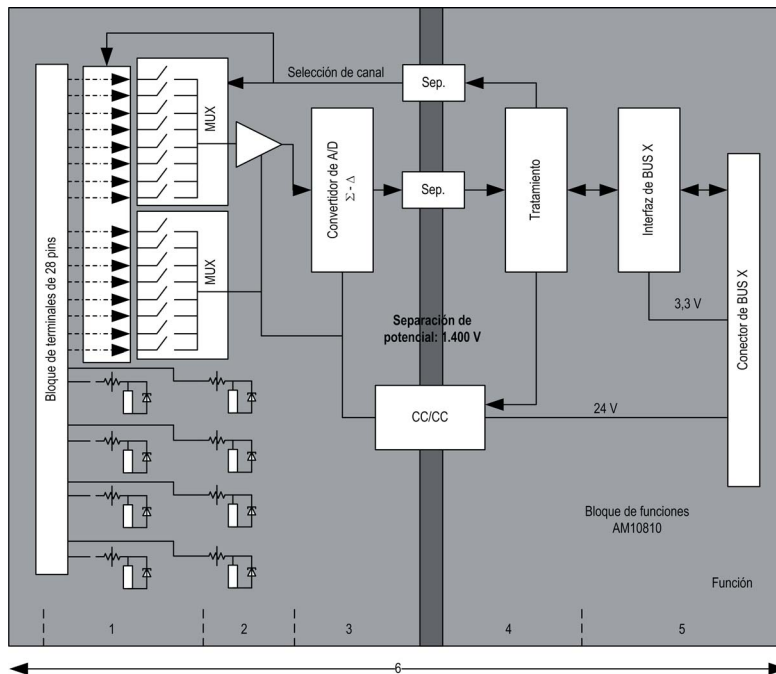 Selección de canal
Sep.
MUX
Convertidor de A/D
Σ - Δ
Sep.
Tratamiento
Interfaz de BUS X
MUX
Bloque de terminales de 28 pins
Conector de BUS X
3,3 V
Separación de
potencial: 1.400 V
CC/CC
24 V
Bloque de funciones
AM10810
Función
1
2
3
4
5
6